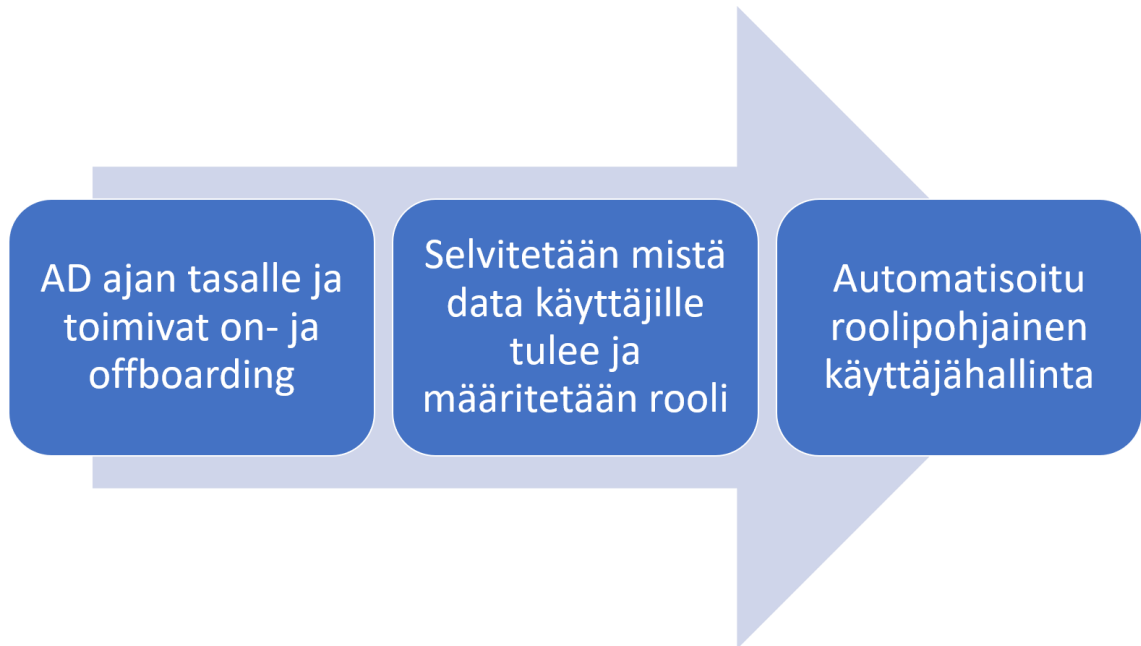 AD ajan tasalle ja
toimivat on- ja
offboarding
Selvitetään mistä
data käyttäjille
tulee ja
määritetään rooli
Automatisoitu
roolipohjainen
käyttäjähallinta